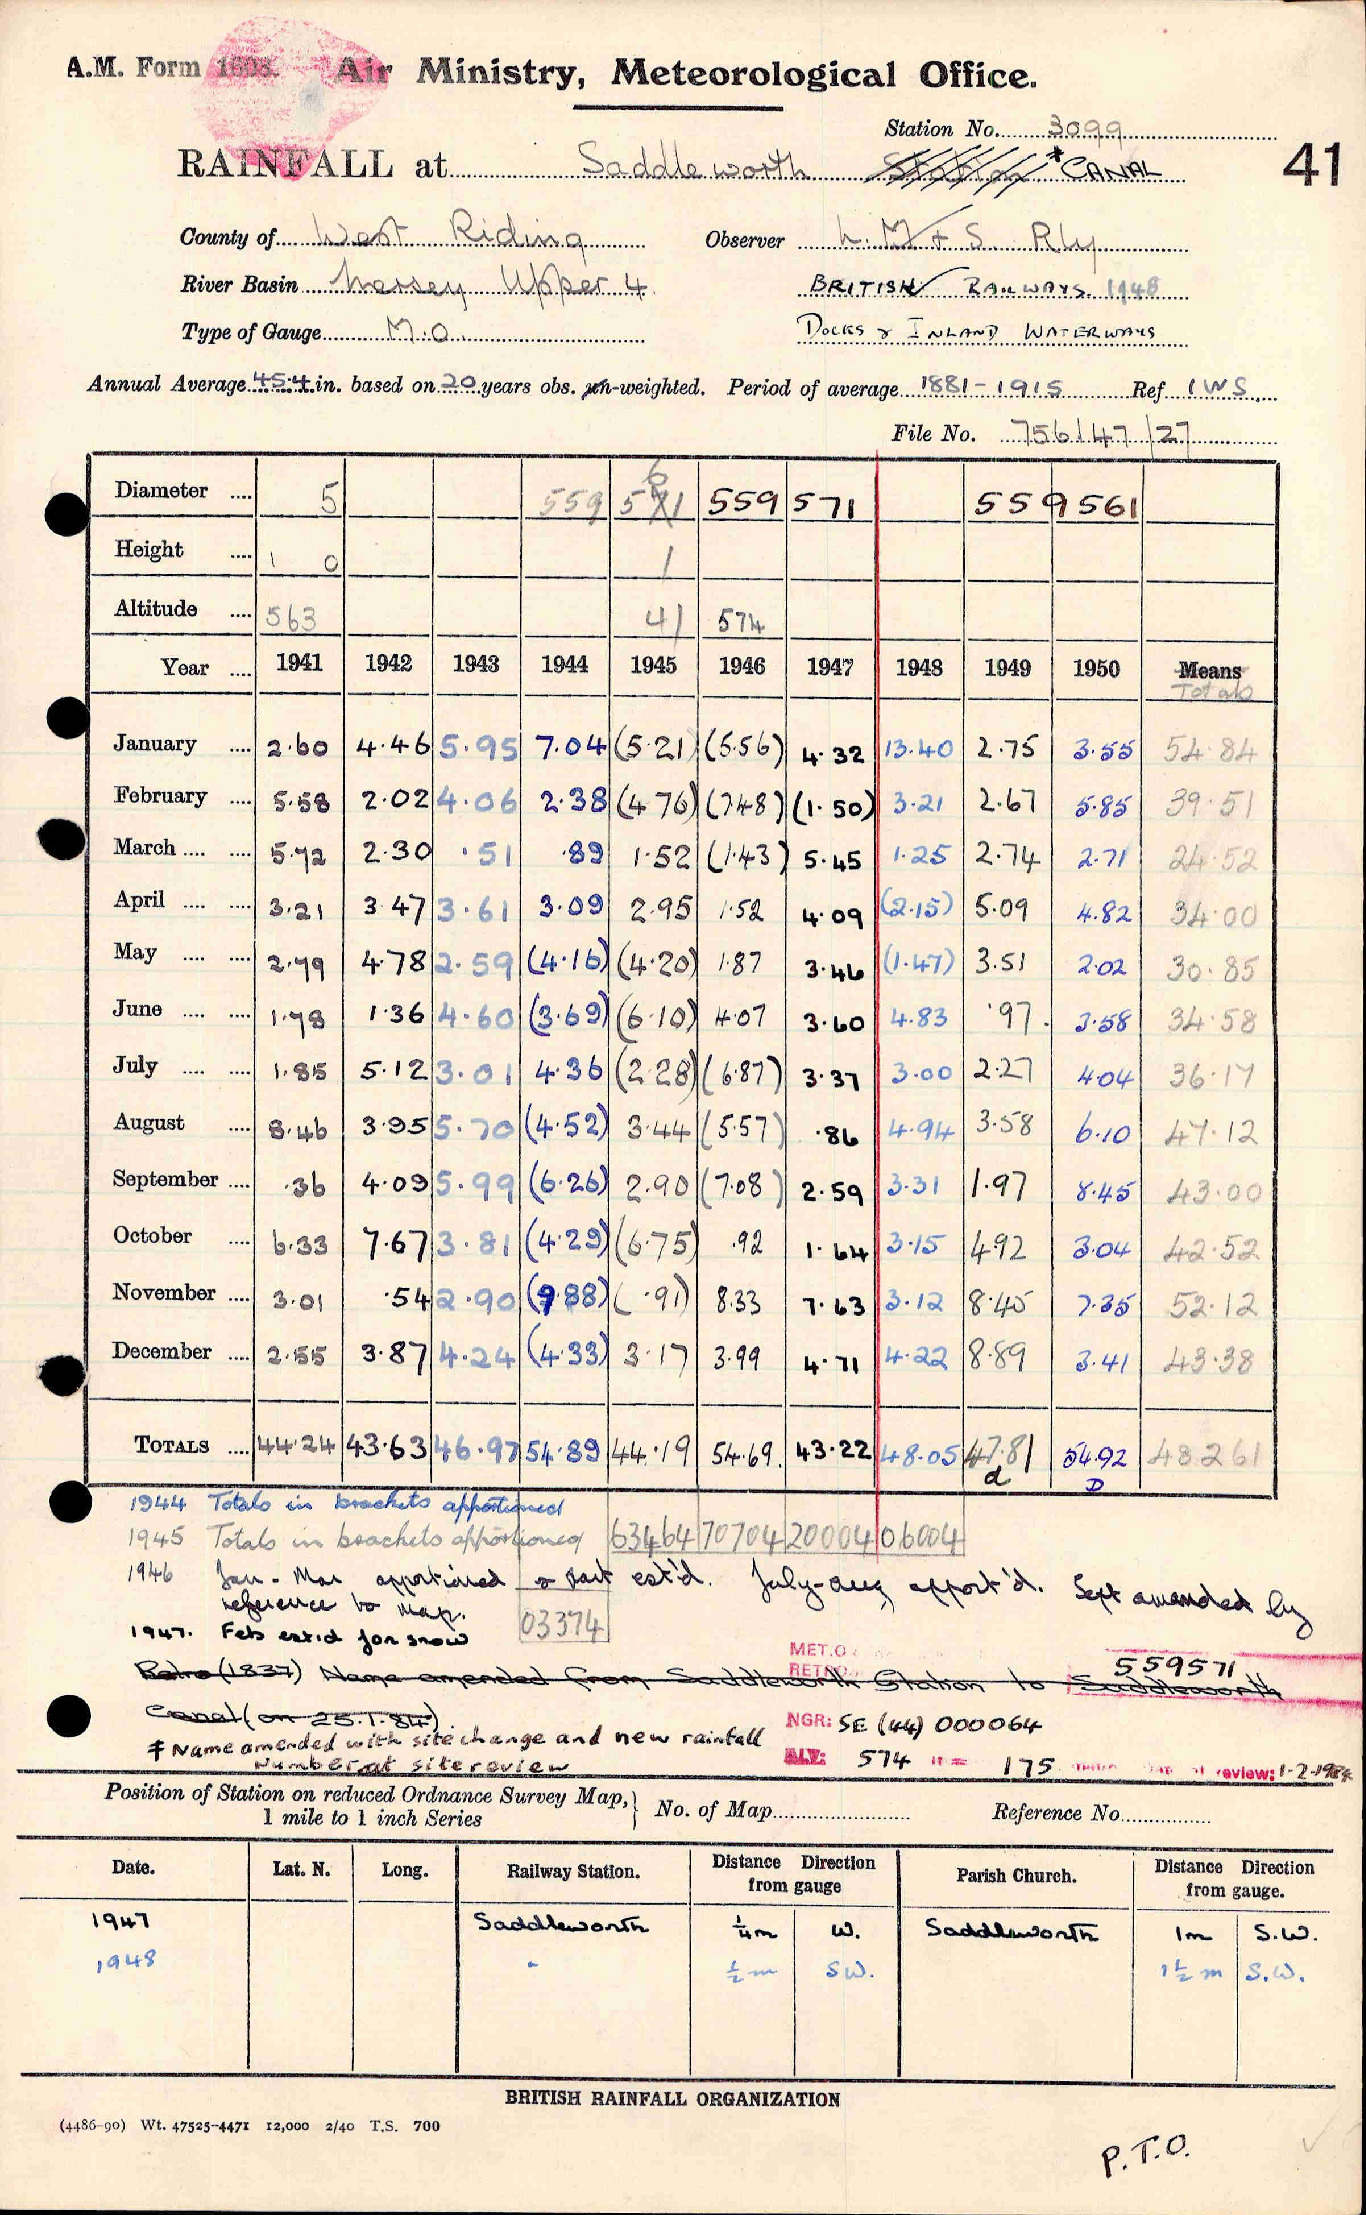 A.M. Form 1608. Air Ministry, Meteorological Office.
Station No. 3099
41
RAINFALL at Saddleworth Station * CANAL
County of West Riding Observer L.M & S. Rly
River Basin Mersey Upper 4 BRITISH RAILWAYS. 1948
Type of Gauge M.O. DOCKS & INLAND WATERWAYS
Annual Average 45.4 in. based on 20 years obs. un-weighted. Period of average 1881-1915 Ref IWS
File No. 756/47/27
Diameter .... 5 559 571 6 559 571 559 561
Height .... 1 0 1
Altitude .... 563 41 574
Year .... 1941 1942 1943 1944 1945 1946 1947 1948 1949 1950 Means
Totals
January .... 2.60 4.46 5.95 7.04 (5.21) (5.56) 4.32 13.40 2.75 3.55 54.84
February .... 5.58 2.02 4.06 2.38 (4.76) (7.48) (1.50) 3.21 2.67 5.85 39.51
March .... .... 5.72 2.30 .51 .89 1.52 (1.43) 5.45 1.25 2.74 2.71 24.52
April .... .... 3.21 3.47 3.61 3.09 2.95 1.52 4.09 (2.15) 5.09 4.82 34.00
May .... .... 2.79 4.78 2.59 (4.16) (4.20) 1.87 3.46 (1.47) 3.51 2.02 30.85
June .... .... 1.78 1.36 4.60 (3.69) (6.10) 4.07 3.60 4.83 .97. 3.58 34.58
July .... .... 1.85 5.12 3.01 4.36 (2.28) (6.87) 3.37 3.00 2.27 4.04 36.17
August .... 8.46 3.95 5.70 (4.52) 3.44 (5.57) .86 4.94 3.58 6.10 47.12
September .... .36 4.09 5.99 (6.26) 2.90 (7.08) 2.59 3.31 1.97 8.45 43.00
October .... 6.33 7.67 3.81 (4.29) (6.75) .92 1.64 3.15 4.92 3.04 42.52
November .... 3.01 .54 2.90 (9.88) (.91) 8.33 7.63 3.12 8.45 7.35 52.12
December .... 2.55 3.87 4.24 (4.33) 3.17 3.99 4.71 4.22 8.89 3.41 43.38
TOTALS .... 44.24 43.63 46.97 54.89 44.19 54.69. 43.22 48.05 47.81 54.92 482.61
d D
1944 Totals in brackets apportioned
1945 Totals in brackets apportioned 63464 70704 20004 06004
1946 Jan - Mar apportioned & part est'd. July-Aug apport'd. Sept amended by
reference to map. 03374
1947. Feb est'd for snow
MET.O
RETRO
559571
Retro (1837) Name amended from Saddleworth Station to Saddleworth
Canal (on 25.1.84).
NGR: SE (44) 000064
* Name amended with site change and new rainfall
Number at site review
ALT: 574 " = 175 review: 1-2-1984
Position of Station on reduced Ordnance Survey Map, } No. of Map Reference No.
1 mile to 1 inch Series
Date. Lat. N. Long. Railway Station. Distance Direction from gauge Parish Church. Distance Direction from gauge.
1947 Saddleworth ¼m W. Saddleworth 1m S.W.
1948 " ½m SW. 1½ m S.W.
BRITISH RAINFALL ORGANIZATION
(4486-90) Wt. 47525-4471 12,000 2/40 T.S. 700
P.T.O.